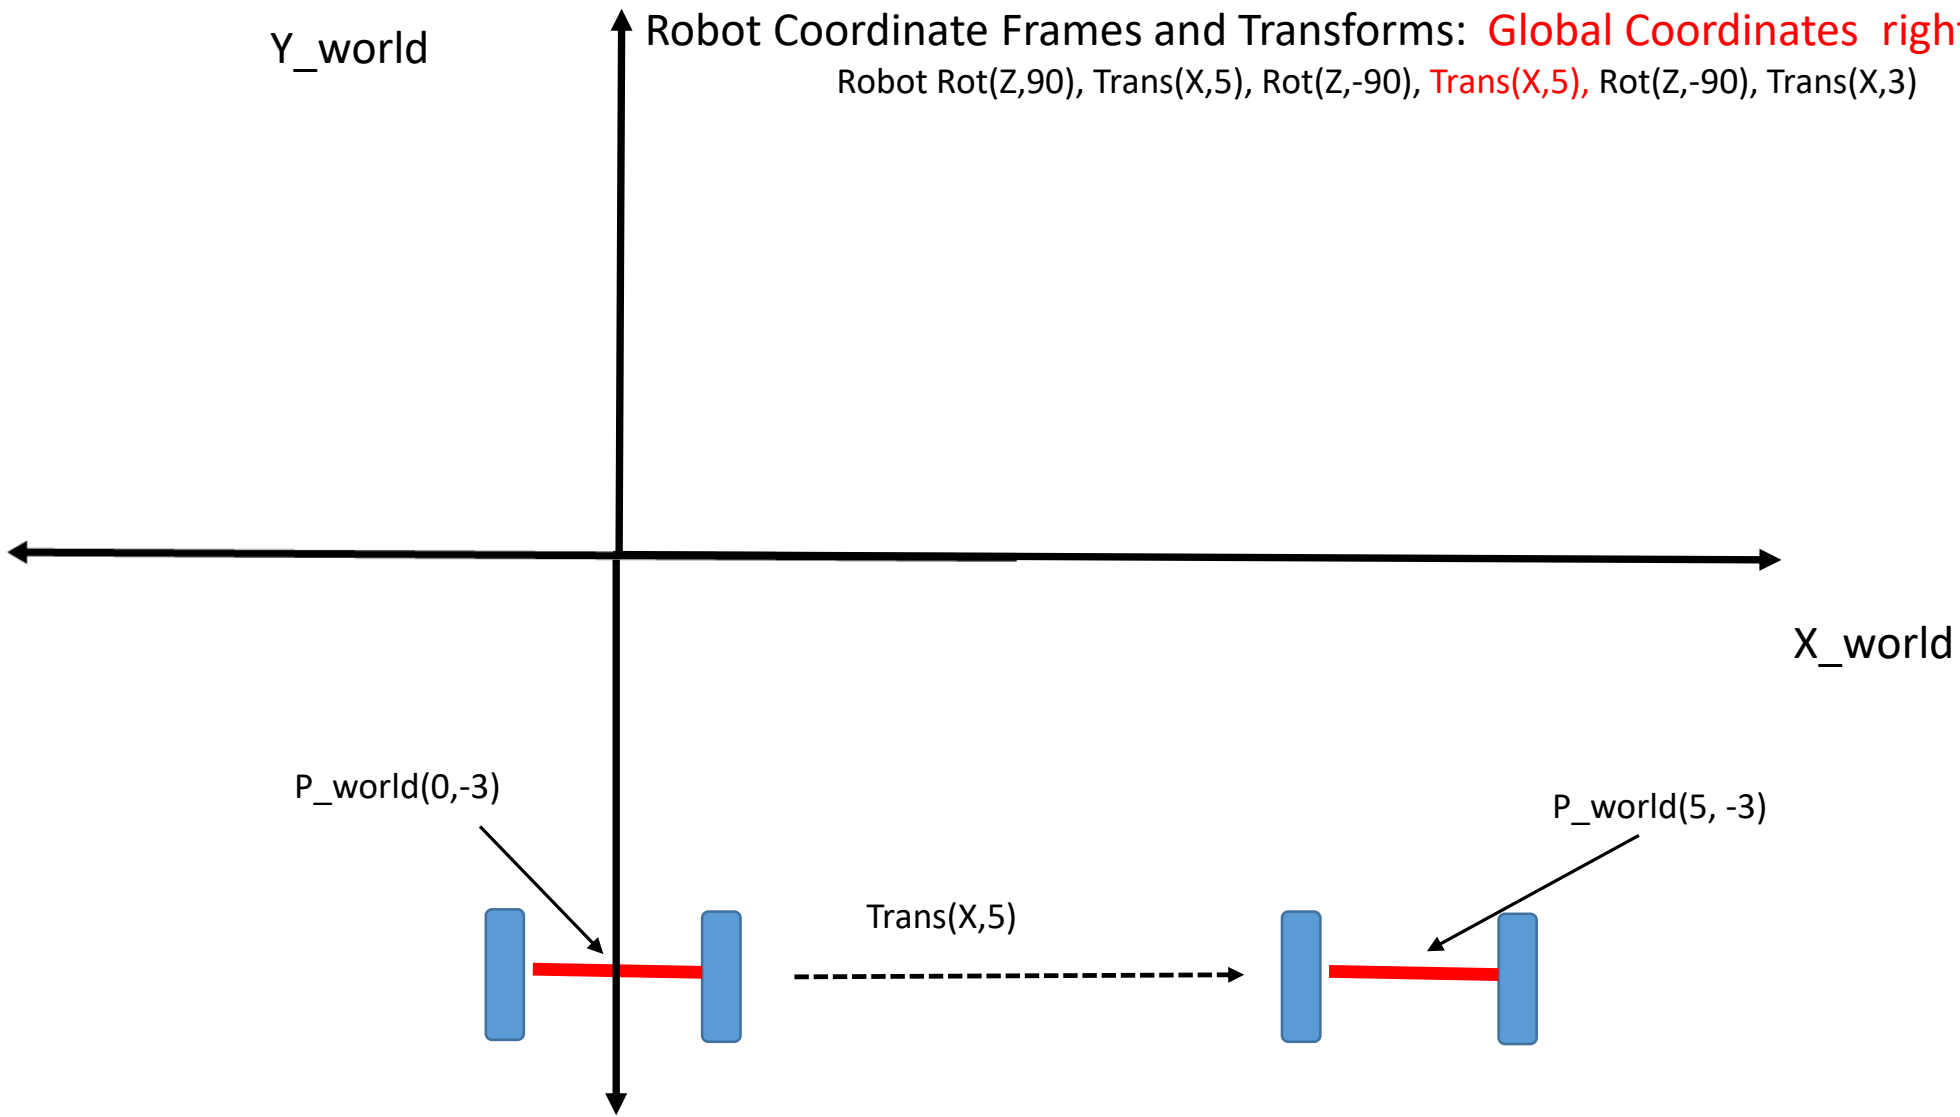 Y_world
Robot Coordinate Frames and Transforms: Global Coordinates right
Robot Rot(Z,90), Trans(X,5), Rot(Z,-90), Trans(X,5), Rot(Z,-90), Trans(X,3)
X_world
P_world(0,-3)
P_world(5, -3)
Trans(X,5)